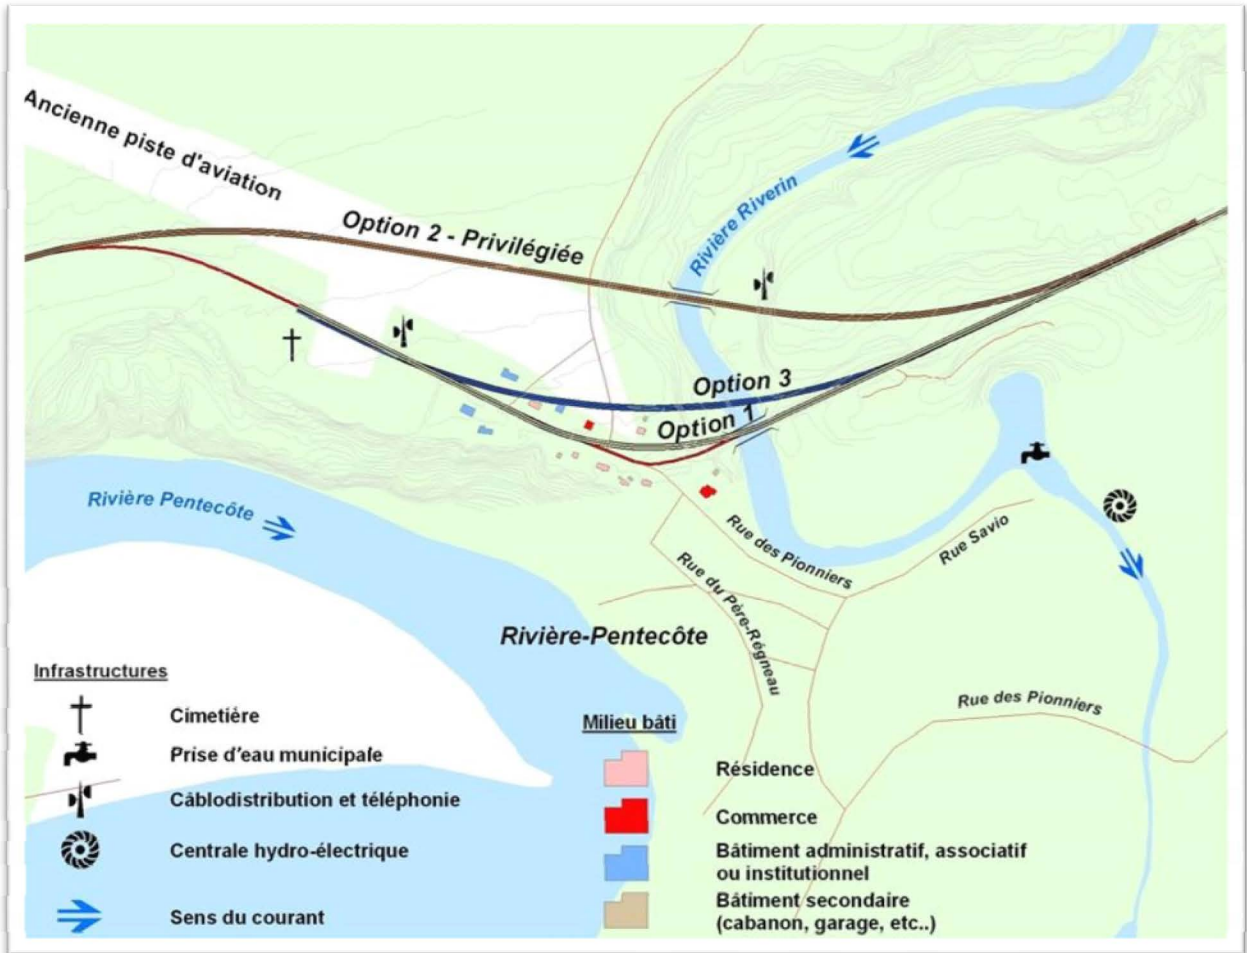 Ancienne piste d'aviation
Option 2 - Privilégiée
Rivière Riverin
Option 3
Option 1
Rivière Pentecôte
Rue des Pionniers
Rue Savio
Rue du Père-Régneau
Rivière-Pentecôte
Rue des Pionniers
Infrastructures
Cimetière
Prise d'eau municipale
Câblodistribution et téléphonie
Centrale hydro-électrique
Sens du courant
Milieu bâti
Résidence
Commerce
Bâtiment administratif, associatif
ou institutionnel
Bâtiment secondaire
(cabanon, garage, etc..)